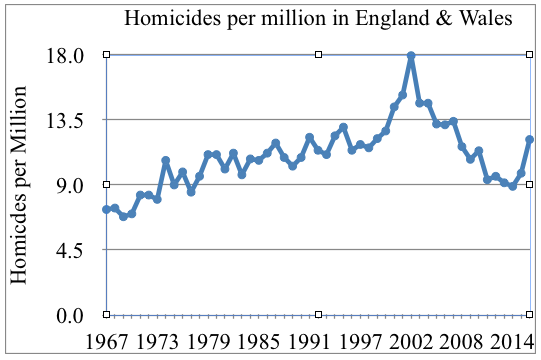 Homicides per million in England & Wales
Homicdes per Million
18.0
13.5
9.0
4.5
0.0
1967 1973 1979 1985 1991 1997 2002 2008 2014